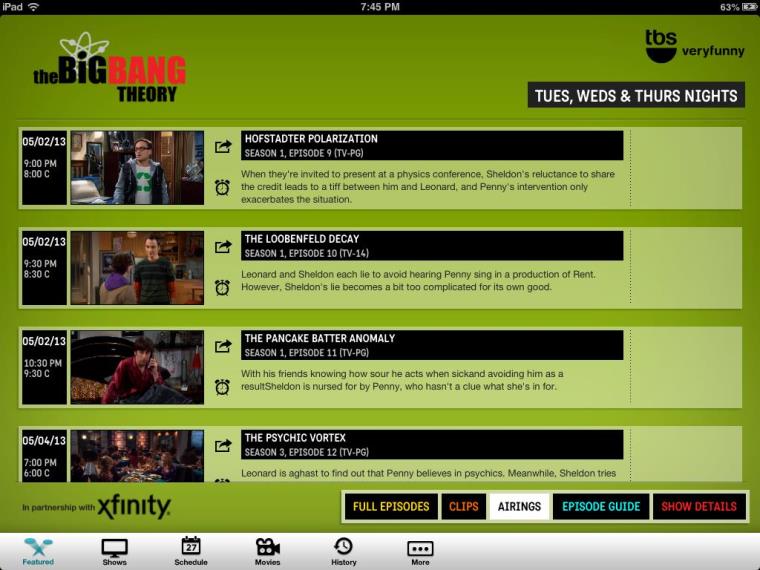 iPad 7:45 PM 63%
theBIGBANG
THEORY
tbs
veryfunny
TUES, WEDS & THURS NIGHTS
05/02/13
9:00 PM
8:00 C
HOFSTADTER POLARIZATION
SEASON 1, EPISODE 9 (TV-PG)
When they're invited to present at a physics conference, Sheldon's reluctance to share
the credit leads to a tiff between him and Leonard, and Penny's intervention only
exacerbates the situation.
05/02/13
9:30 PM
8:30 C
THE LOOBENFELD DECAY
SEASON 1, EPISODE 10 (TV-14)
Leonard and Sheldon each lie to avoid hearing Penny sing in a production of Rent.
However, Sheldon's lie becomes a bit too complicated for its own good.
05/02/13
10:30 PM
9:30 C
THE PANCAKE BATTER ANOMALY
SEASON 1, EPISODE 11 (TV-PG)
With his friends knowing how sour he acts when sickand avoiding him as a
resultSheldon is nursed for by Penny, who hasn't a clue what she's in for.
05/04/13
7:00 PM
6:00 C
THE PSYCHIC VORTEX
SEASON 3, EPISODE 12 (TV-PG)
Leonard is aghast to find out that Penny believes in psychics. Meanwhile, Sheldon tries
In partnership with xfinity.
FULL EPISODES CLIPS AIRINGS EPISODE GUIDE SHOW DETAILS
27
Featured Shows Schedule Movies History More